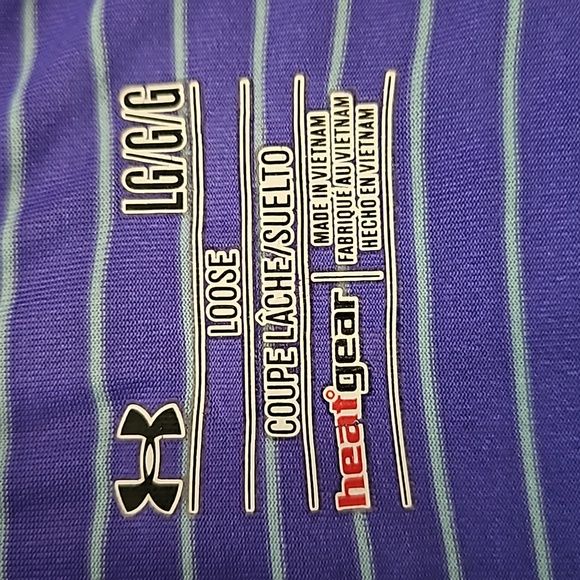 LG/G/G
LOOSE
COUPE LÂCHE/SUELTO
heatgear
MADE IN VIETNAM
FABRIQUÉ AU VIETNAM
HECHO EN VIETNAM